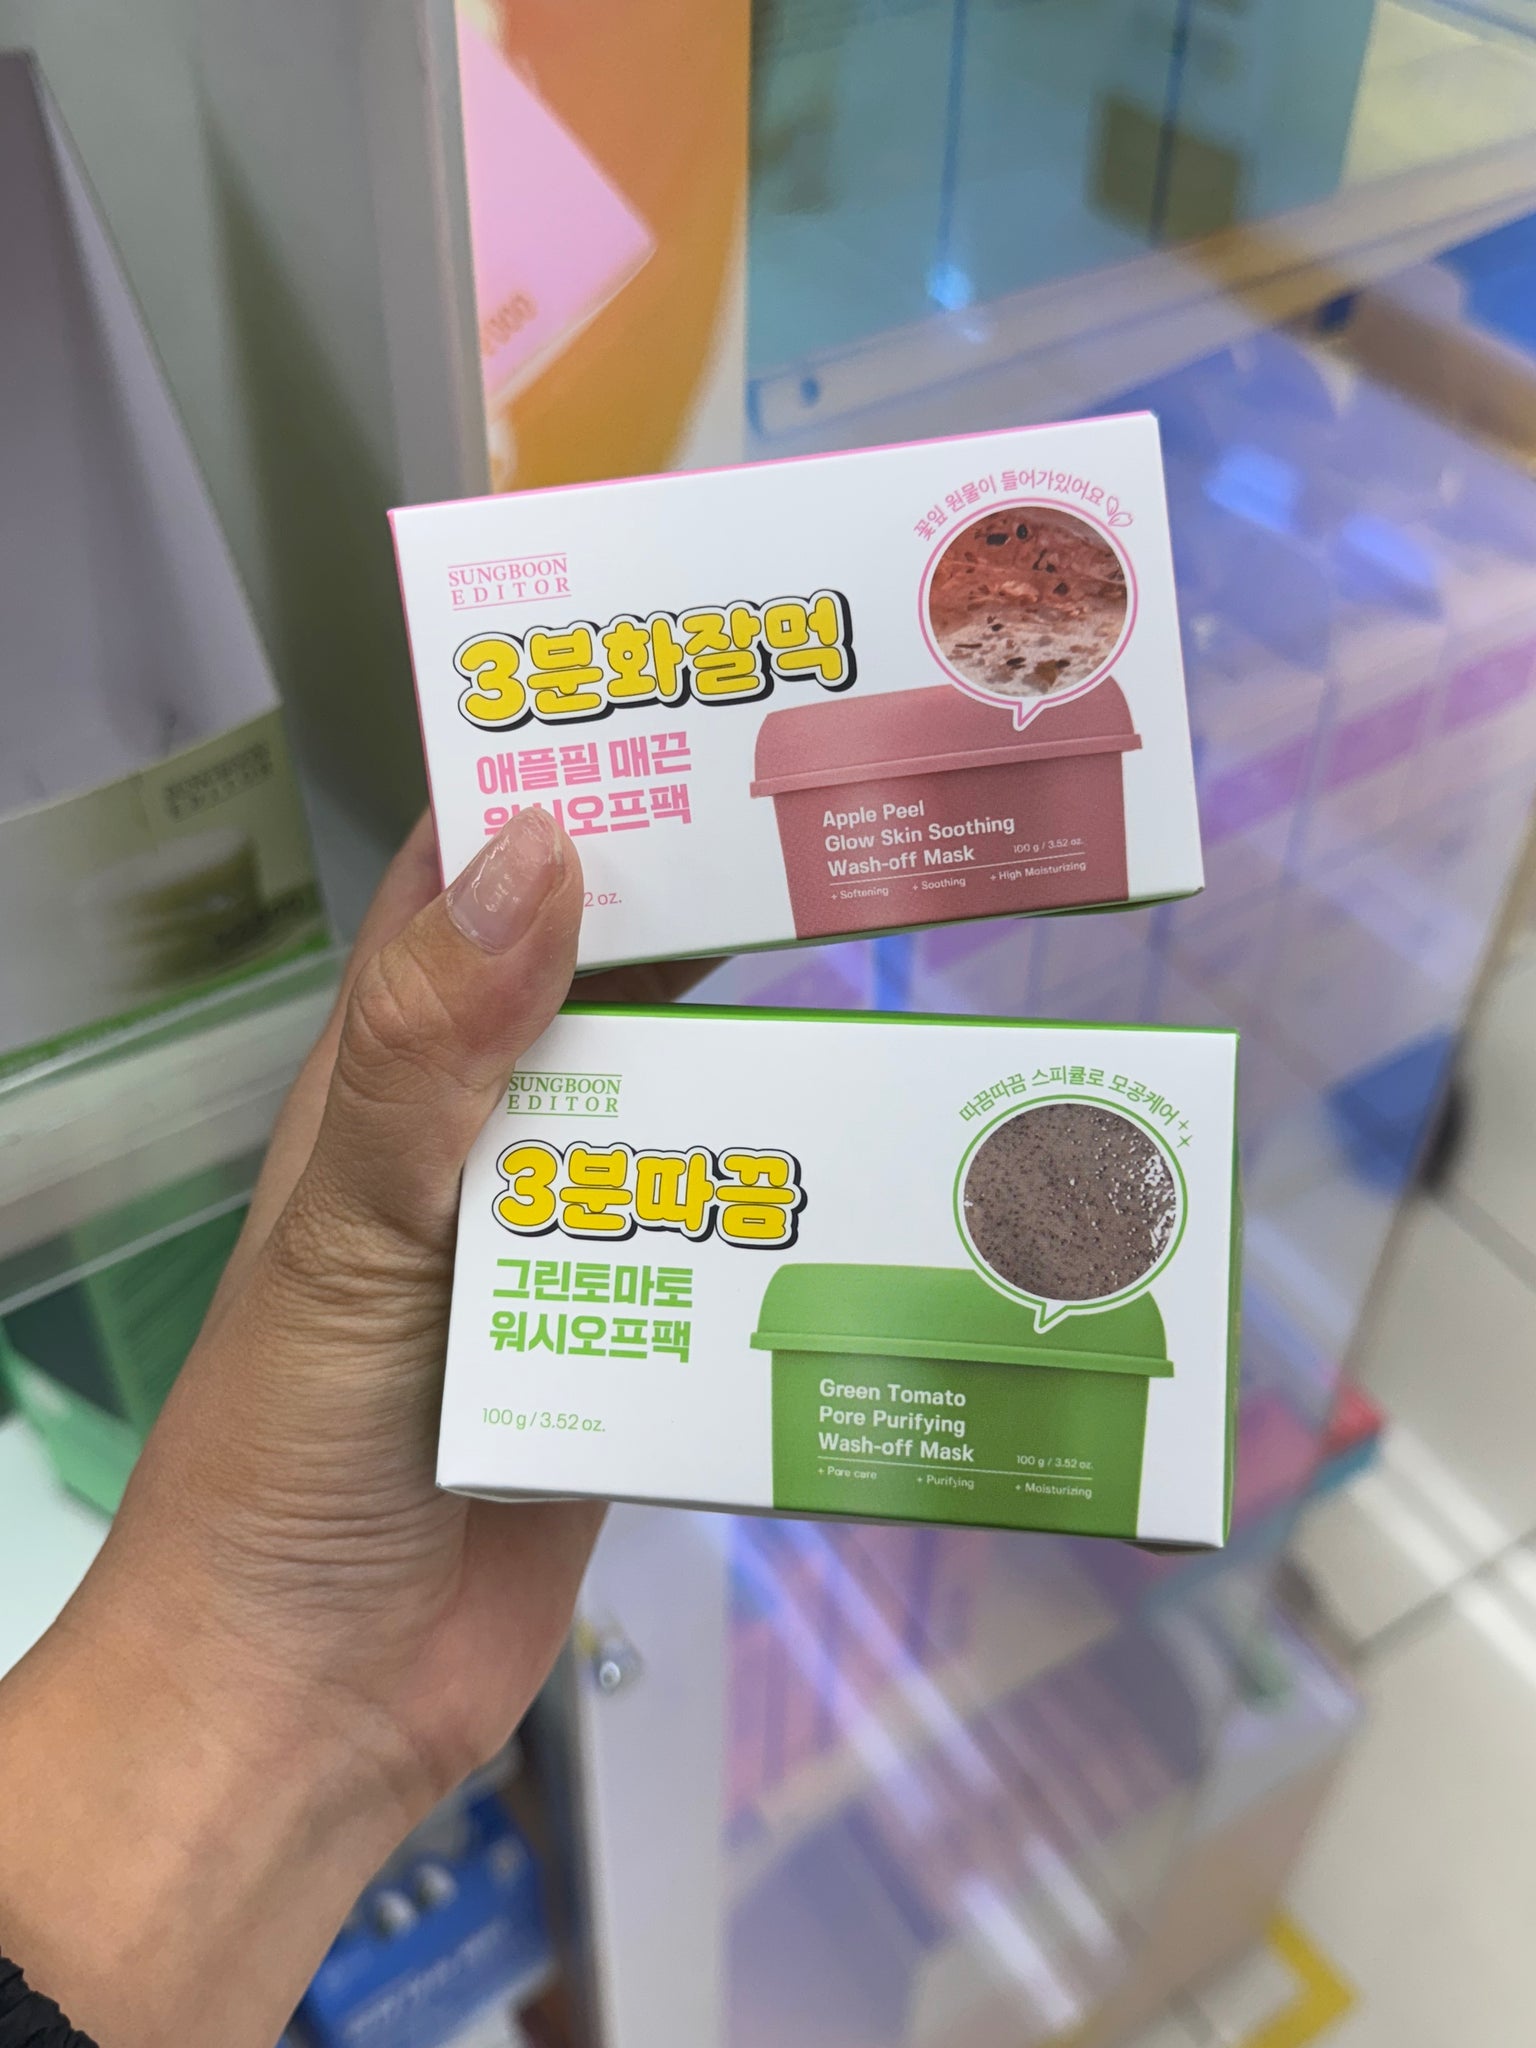 꽃잎 원물이 들어가있어요
SUNGBOON
EDITOR
3분화잘먹
애플필 매끈
워시오프팩
2 oz.
Apple Peel
Glow Skin Soothing
Wash-off Mask 100 g / 3.52 oz.
+ Softening + Soothing + High Moisturizing
따끔따끔 스피큘로 모공케어
SUNGBOON
EDITOR
3분따끔
그린토마토
워시오프팩
100 g / 3.52 oz.
Green Tomato
Pore Purifying
Wash-off Mask 100 g / 3.52 oz.
+ Pore care + Purifying + Moisturizing